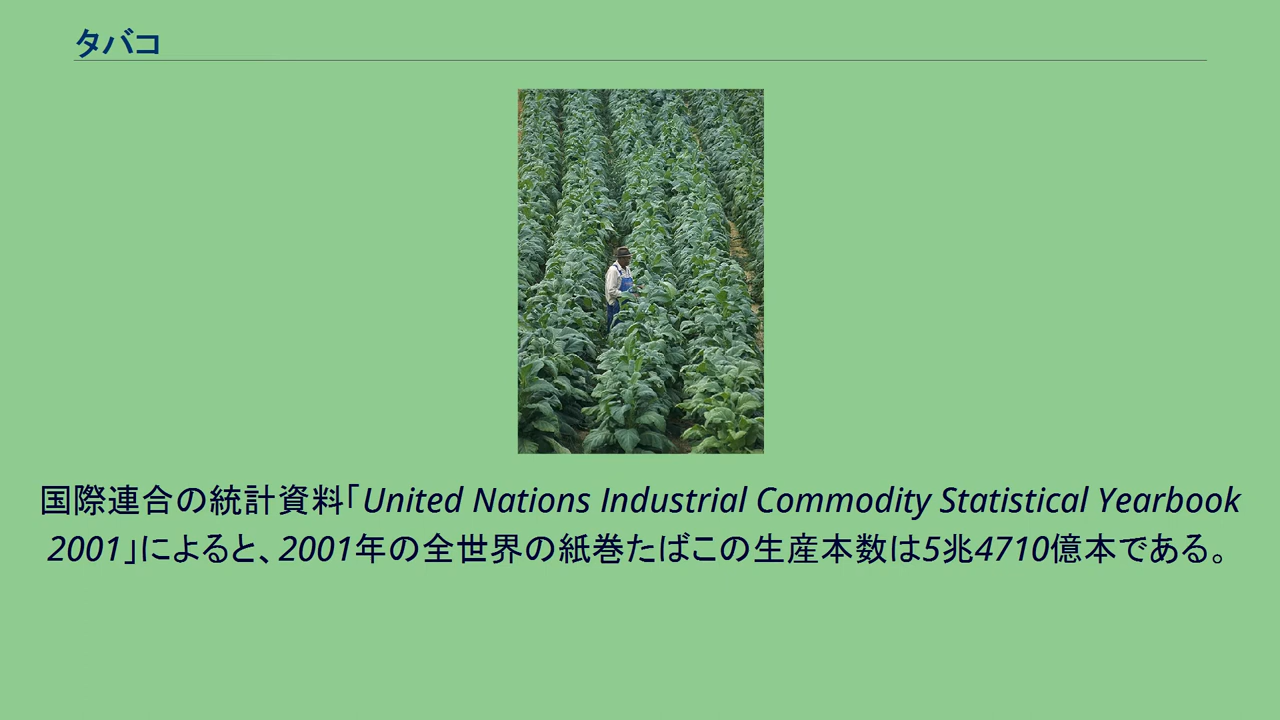 タバコ
国際連合の統計資料「United Nations Industrial Commodity Statistical Yearbook
2001」によると、2001年の全世界の紙巻たばこの生産本数は5兆4710億本である。